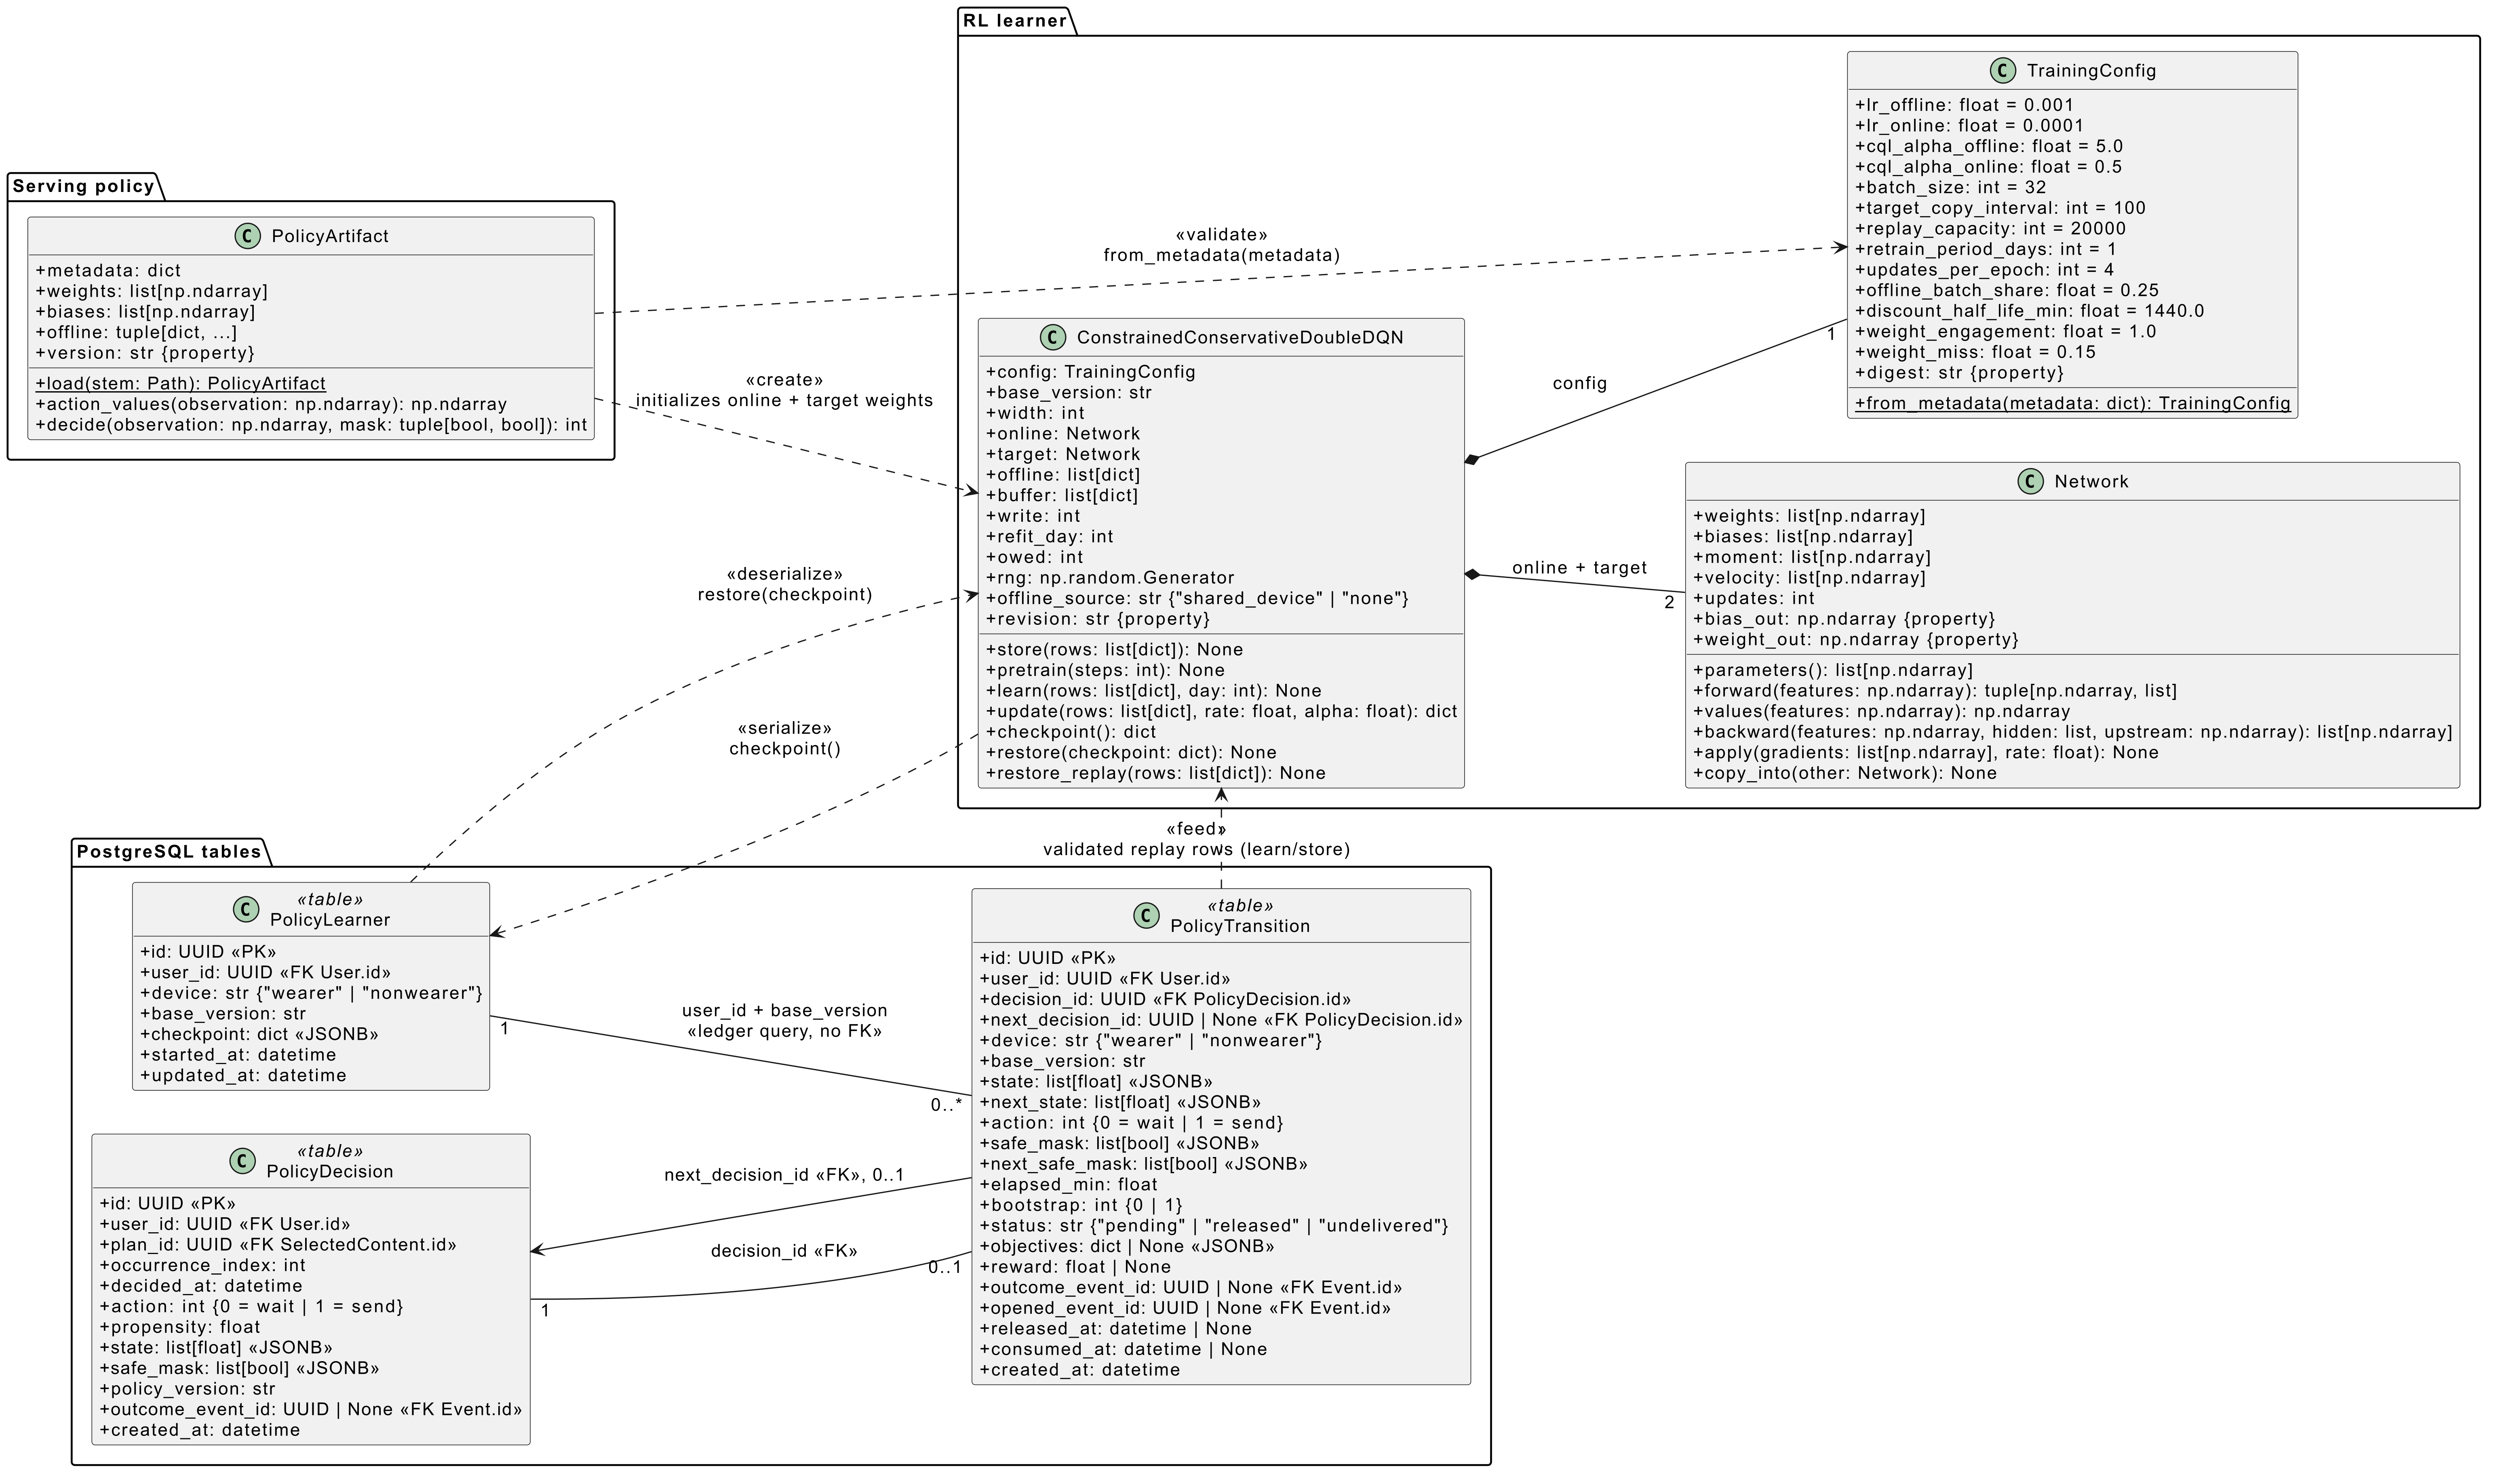 RL learner
C TrainingConfig
+lr_offline: float = 0.001
+lr_online: float = 0.0001
+cql_alpha_offline: float = 5.0
+cql_alpha_online: float = 0.5
+batch_size: int = 32
+target_copy_interval: int = 100
+replay_capacity: int = 20000
+retrain_period_days: int = 1
+updates_per_epoch: int = 4
+offline_batch_share: float = 0.25
+discount_half_life_min: float = 1440.0
+weight_engagement: float = 1.0
+weight_miss: float = 0.15
+digest: str {property}
+from_metadata(metadata: dict): TrainingConfig
Serving policy
C PolicyArtifact
+metadata: dict
+weights: list[np.ndarray]
+biases: list[np.ndarray]
+offline: tuple[dict, ...]
+version: str {property}
+load(stem: Path): PolicyArtifact
+action_values(observation: np.ndarray): np.ndarray
+decide(observation: np.ndarray, mask: tuple[bool, bool]): int
«validate»
from_metadata(metadata)
«create»
initializes online + target weights
C ConstrainedConservativeDoubleDQN
+config: TrainingConfig
+base_version: str
+width: int
+online: Network
+target: Network
+offline: list[dict]
+buffer: list[dict]
+write: int
+refit_day: int
+owed: int
+rng: np.random.Generator
+offline_source: str {"shared_device" | "none"}
+revision: str {property}
+store(rows: list[dict]): None
+pretrain(steps: int): None
+learn(rows: list[dict], day: int): None
+update(rows: list[dict], rate: float, alpha: float): dict
+checkpoint(): dict
+restore(checkpoint: dict): None
+restore_replay(rows: list[dict]): None
config
1
online + target
2
C Network
+weights: list[np.ndarray]
+biases: list[np.ndarray]
+moment: list[np.ndarray]
+velocity: list[np.ndarray]
+updates: int
+bias_out: np.ndarray {property}
+weight_out: np.ndarray {property}
+parameters(): list[np.ndarray]
+forward(features: np.ndarray): tuple[np.ndarray, list]
+values(features: np.ndarray): np.ndarray
+backward(features: np.ndarray, hidden: list, upstream: np.ndarray): list[np.ndarray]
+apply(gradients: list[np.ndarray], rate: float): None
+copy_into(other: Network): None
«deserialize»
restore(checkpoint)
«serialize»
checkpoint()
«feed»
validated replay rows (learn/store)
PostgreSQL tables
«table»
C PolicyLearner
+id: UUID «PK»
+user_id: UUID «FK User.id»
+device: str {"wearer" | "nonwearer"}
+base_version: str
+checkpoint: dict «JSONB»
+started_at: datetime
+updated_at: datetime
user_id + base_version
«ledger query, no FK»
1
0..*
«table»
C PolicyTransition
+id: UUID «PK»
+user_id: UUID «FK User.id»
+decision_id: UUID «FK PolicyDecision.id»
+next_decision_id: UUID | None «FK PolicyDecision.id»
+device: str {"wearer" | "nonwearer"}
+base_version: str
+state: list[float] «JSONB»
+next_state: list[float] «JSONB»
+action: int {0 = wait | 1 = send}
+safe_mask: list[bool] «JSONB»
+next_safe_mask: list[bool] «JSONB»
+elapsed_min: float
+bootstrap: int {0 | 1}
+status: str {"pending" | "released" | "undelivered"}
+objectives: dict | None «JSONB»
+reward: float | None
+outcome_event_id: UUID | None «FK Event.id»
+opened_event_id: UUID | None «FK Event.id»
+released_at: datetime | None
+consumed_at: datetime | None
+created_at: datetime
next_decision_id «FK», 0..1
decision_id «FK»
0..1
1
«table»
C PolicyDecision
+id: UUID «PK»
+user_id: UUID «FK User.id»
+plan_id: UUID «FK SelectedContent.id»
+occurrence_index: int
+decided_at: datetime
+action: int {0 = wait | 1 = send}
+propensity: float
+state: list[float] «JSONB»
+safe_mask: list[bool] «JSONB»
+policy_version: str
+outcome_event_id: UUID | None «FK Event.id»
+created_at: datetime